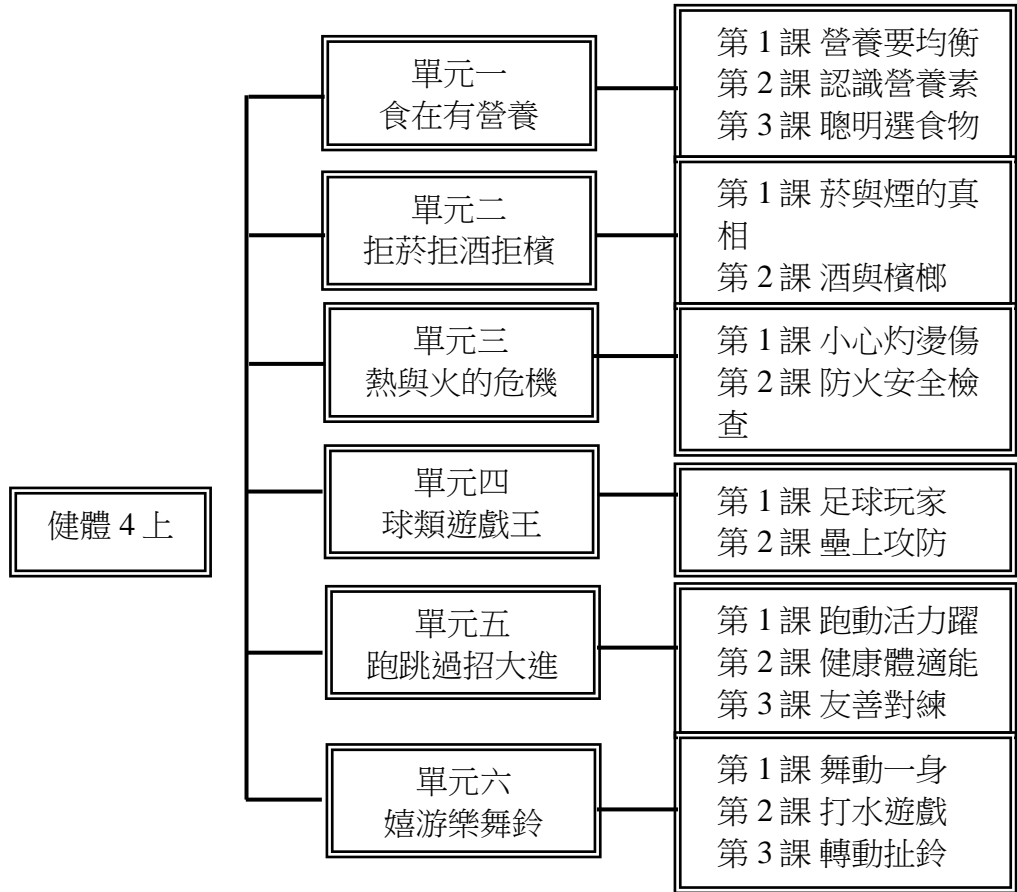 健體 4 上
單元一
食在有營養
第 1 課 營養要均衡
第 2 課 認識營養素
第 3 課 聰明選食物
單元二
拒菸拒酒拒檳
第 1 課 菸與煙的真
相
第 2 課 酒與檳榔
單元三
熱與火的危機
第 1 課 小心灼燙傷
第 2 課 防火安全檢
查
單元四
球類遊戲王
第 1 課 足球玩家
第 2 課 壘上攻防
單元五
跑跳過招大進
第 1 課 跑動活力躍
第 2 課 健康體適能
第 3 課 友善對練
單元六
嬉游樂舞鈴
第 1 課 舞動一身
第 2 課 打水遊戲
第 3 課 轉動扯鈴